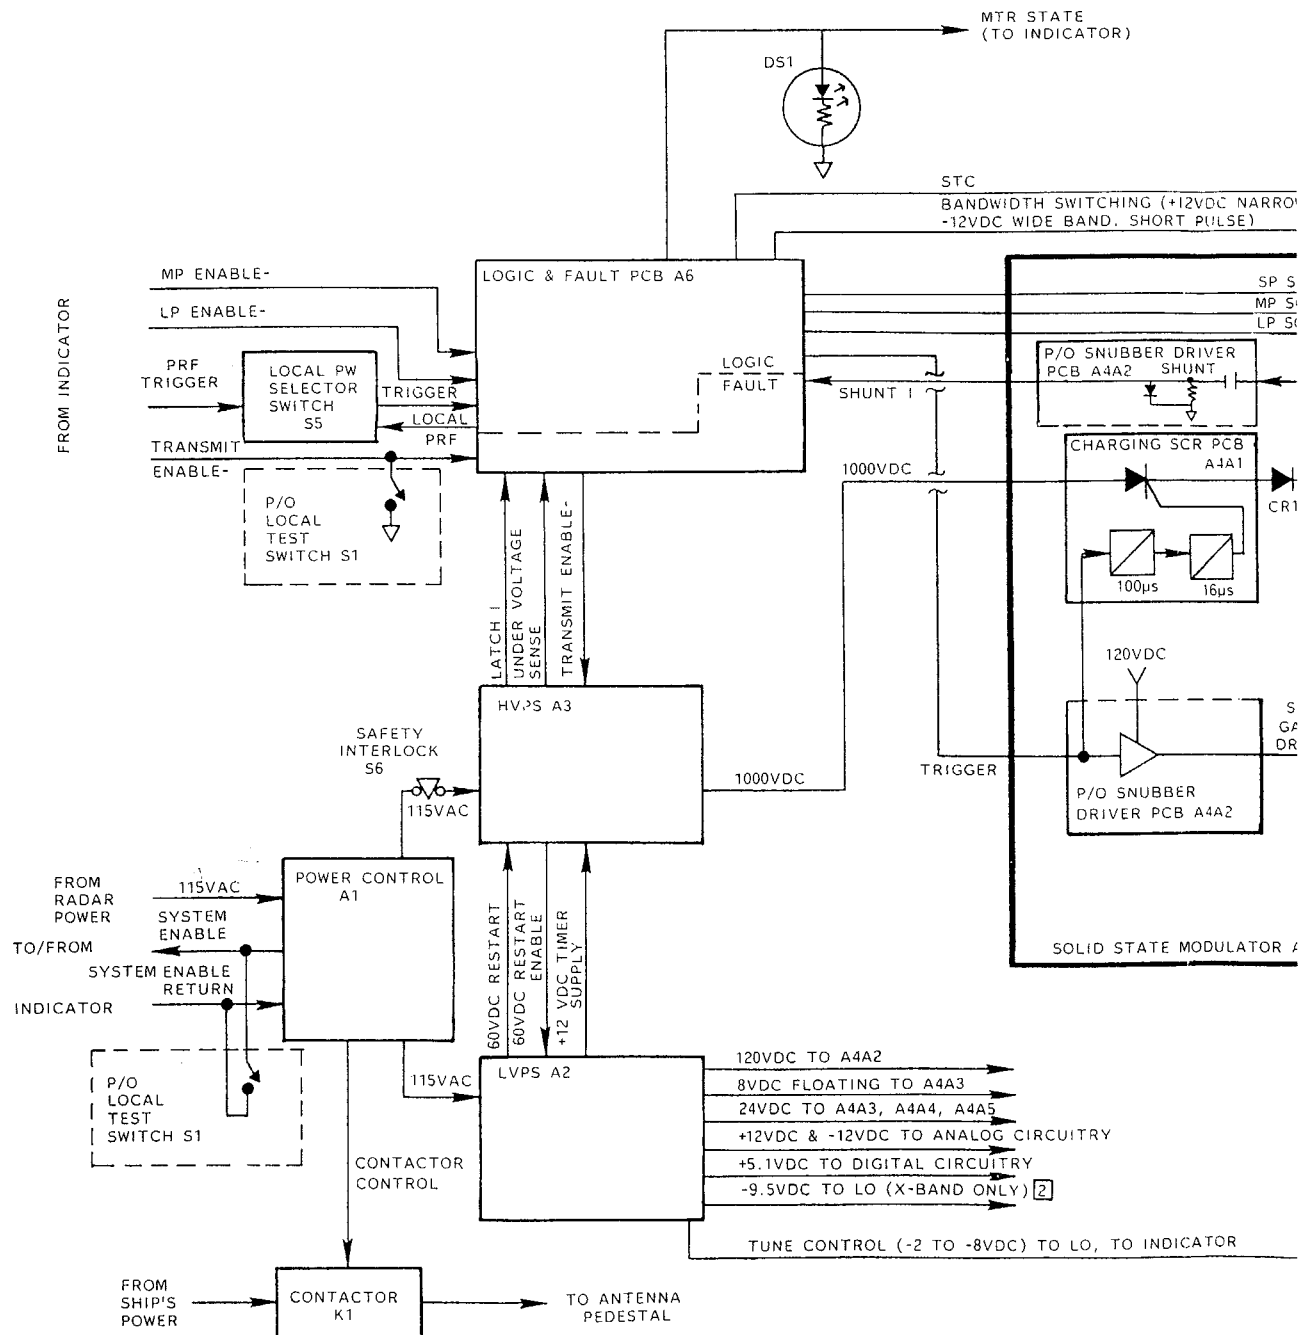 MTR STATE
(TO INDICATOR)
DS1
STC
BANDWIDTH SWITCHING (+12VDC
-12VDC WIDE BAND. SHORT PULSE)
MP ENABLE-
LOGIC & FAULT PCB A6
LP ENABLE-
SP
MP
LP
FROM INDICATOR
PRF
TRIGGER
LOCAL PW
SELECTOR
SWITCH
S5
TRIGGER
LOCAL
PRF
LOGIC
FAULT
SHUNT I
P/O SNUBBER DRIVER
PCB A4A2
SHUNT
TRANSMIT
ENABLE-
P/O
LOCAL
TEST
SWITCH S1
1000VDC
CHARGING SCR PCB
A4A1
CR1
100µs
16µs
LATCH I
UNDER VOLTAGE
SENSE
TRANSMIT ENABLE-
120VDC
HVPS A3
SAFETY
INTERLOCK
S6
115VAC
1000VDC
TRIGGER
P/O SNUBBER
DRIVER PCB A4A2
FROM
RADAR
POWER
115VAC
POWER CONTROL
A1
SYSTEM
ENABLE
TO/FROM
SYSTEM ENABLE
RETURN
INDICATOR
60VDC RESTART
60VDC RESTART
ENABLE
+12 VDC TIMER
SUPPLY
SOLID STATE MODULATOR
P/O
LOCAL
TEST
SWITCH S1
115VAC
LVPS A2
120VDC TO A4A2
8VDC FLOATING TO A4A3
24VDC TO A4A3, A4A4, A4A5
+12VDC & -12VDC TO ANALOG CIRCUITRY
+5.1VDC TO DIGITAL CIRCUITRY
-9.5VDC TO LO (X-BAND ONLY) 2
CONTACTOR
CONTROL
TUNE CONTROL (-2 TO -8VDC) TO LO, TO INDICATOR
FROM
SHIP'S
POWER
CONTACTOR
K1
TO ANTENNA
PEDESTAL